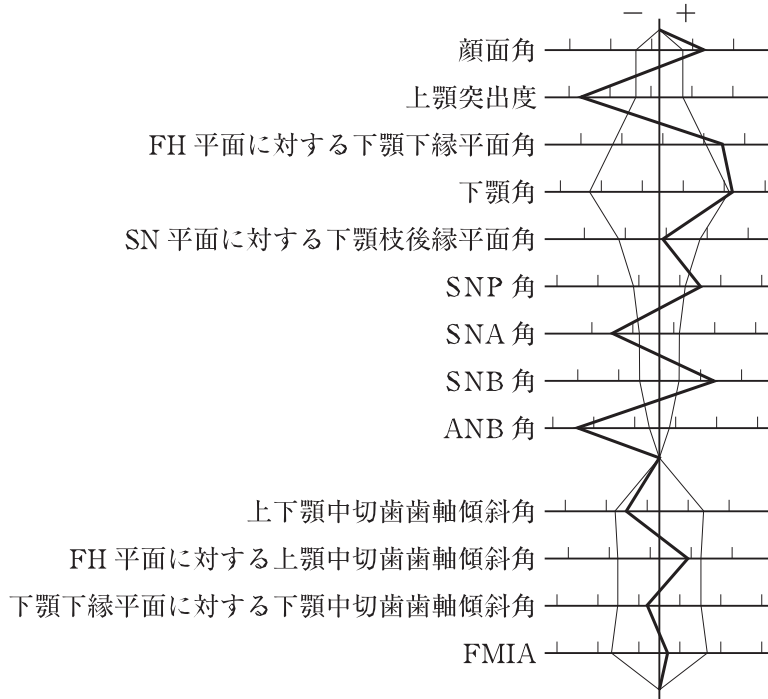 − +
顔面角
上顎突出度
FH 平面に対する下顎下縁平面角
下顎角
SN 平面に対する下顎枝後縁平面角
SNP 角
SNA 角
SNB 角
ANB 角
上下顎中切歯歯軸傾斜角
FH 平面に対する上顎中切歯歯軸傾斜角
下顎下縁平面に対する下顎中切歯歯軸傾斜角
FMIA